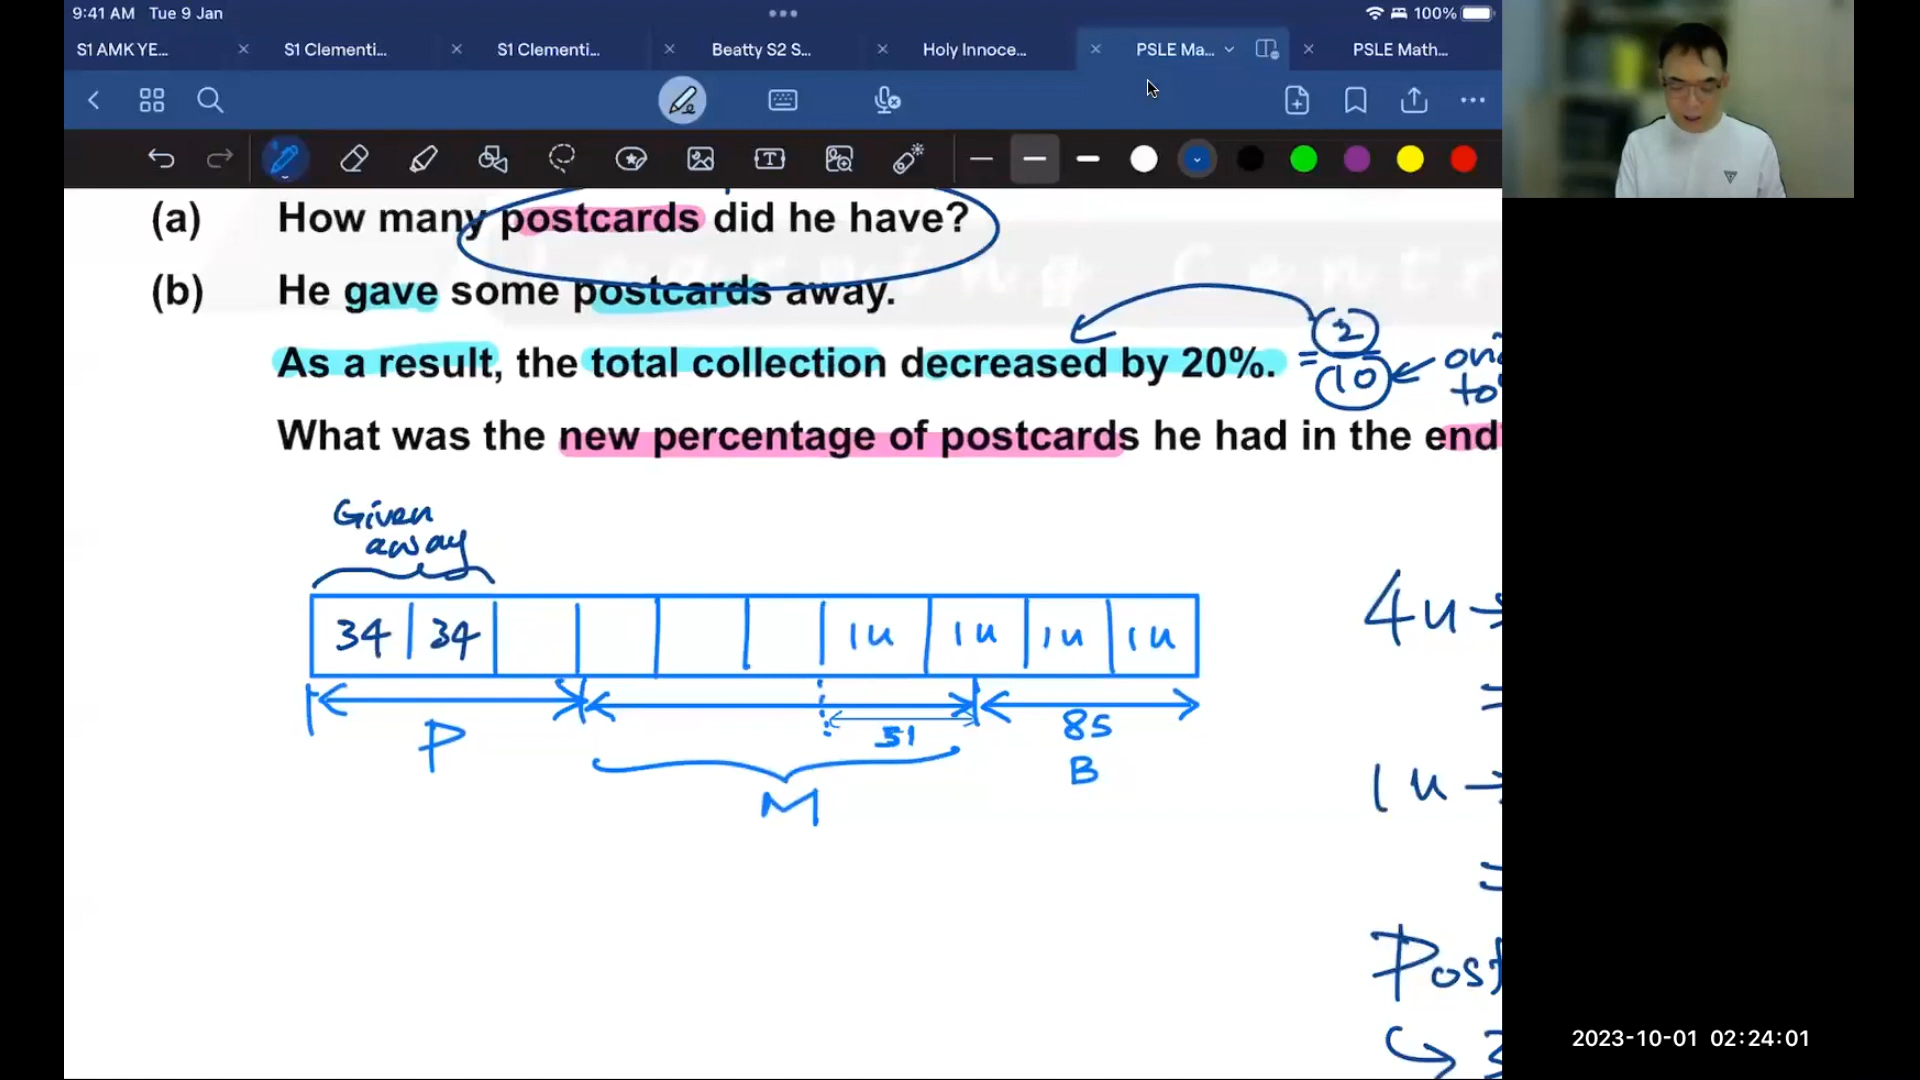 9:41 AM Tue 9 Jan
100%
S1 AMK YE...
S1 Clementi...
S1 Clementi...
Beatty S2 S...
Holy Innoce...
PSLE Ma...
PSLE Math...
(a) How many postcards did he have?
(b) He gave some postcards away.
As a result, the total collection decreased by 20%. = 2/10
What was the new percentage of postcards he had in the end
Given
away
34 34 1u 1u 1u 1u
P 51 85
M B
4u →
=
1u →
=
Post
↳ 3
2023-10-01 02:24:01